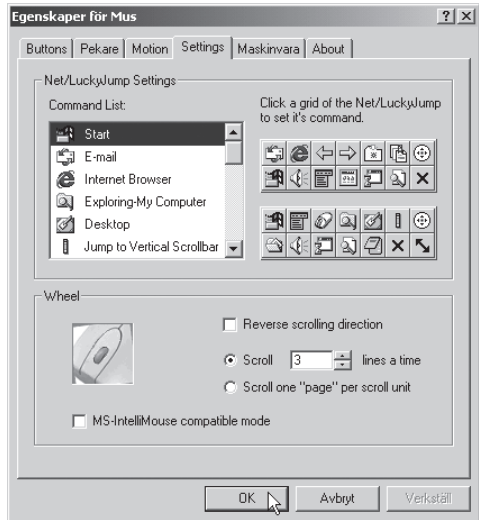 Egenskaper för Mus
Buttons Pekare Motion Settings Maskinvara About
Net/LuckyJump Settings
Command List:
Click a grid of the Net/LuckyJump
to set it's command.
Start
E-mail
Internet Browser
Exploring-My Computer
Desktop
Jump to Vertical Scrollbar
Wheel
Reverse scrolling direction
Scroll 3 lines a time
Scroll one "page" per scroll unit
MS-IntelliMouse compatible mode
OK Avbryt Verkställ